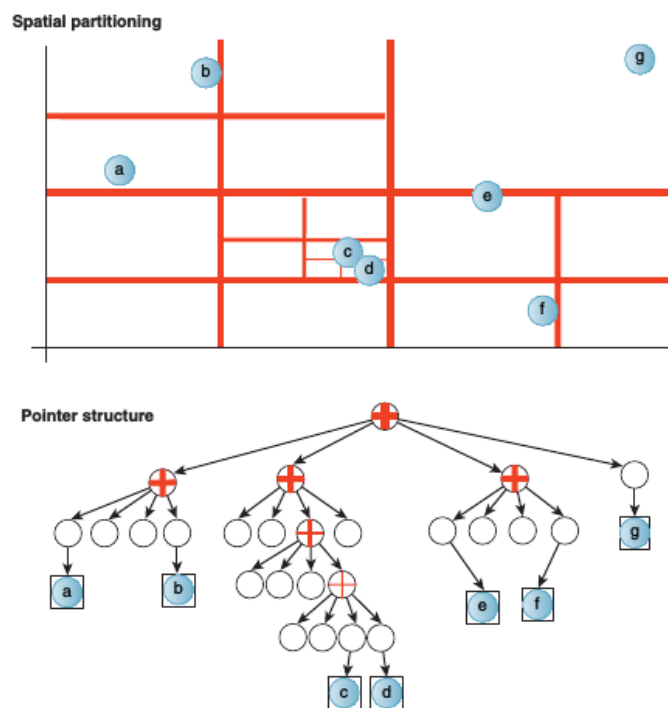 Spatial partitioning
b
g
a
e
c
d
f
Pointer structure
g
a
b
e
f
c
d